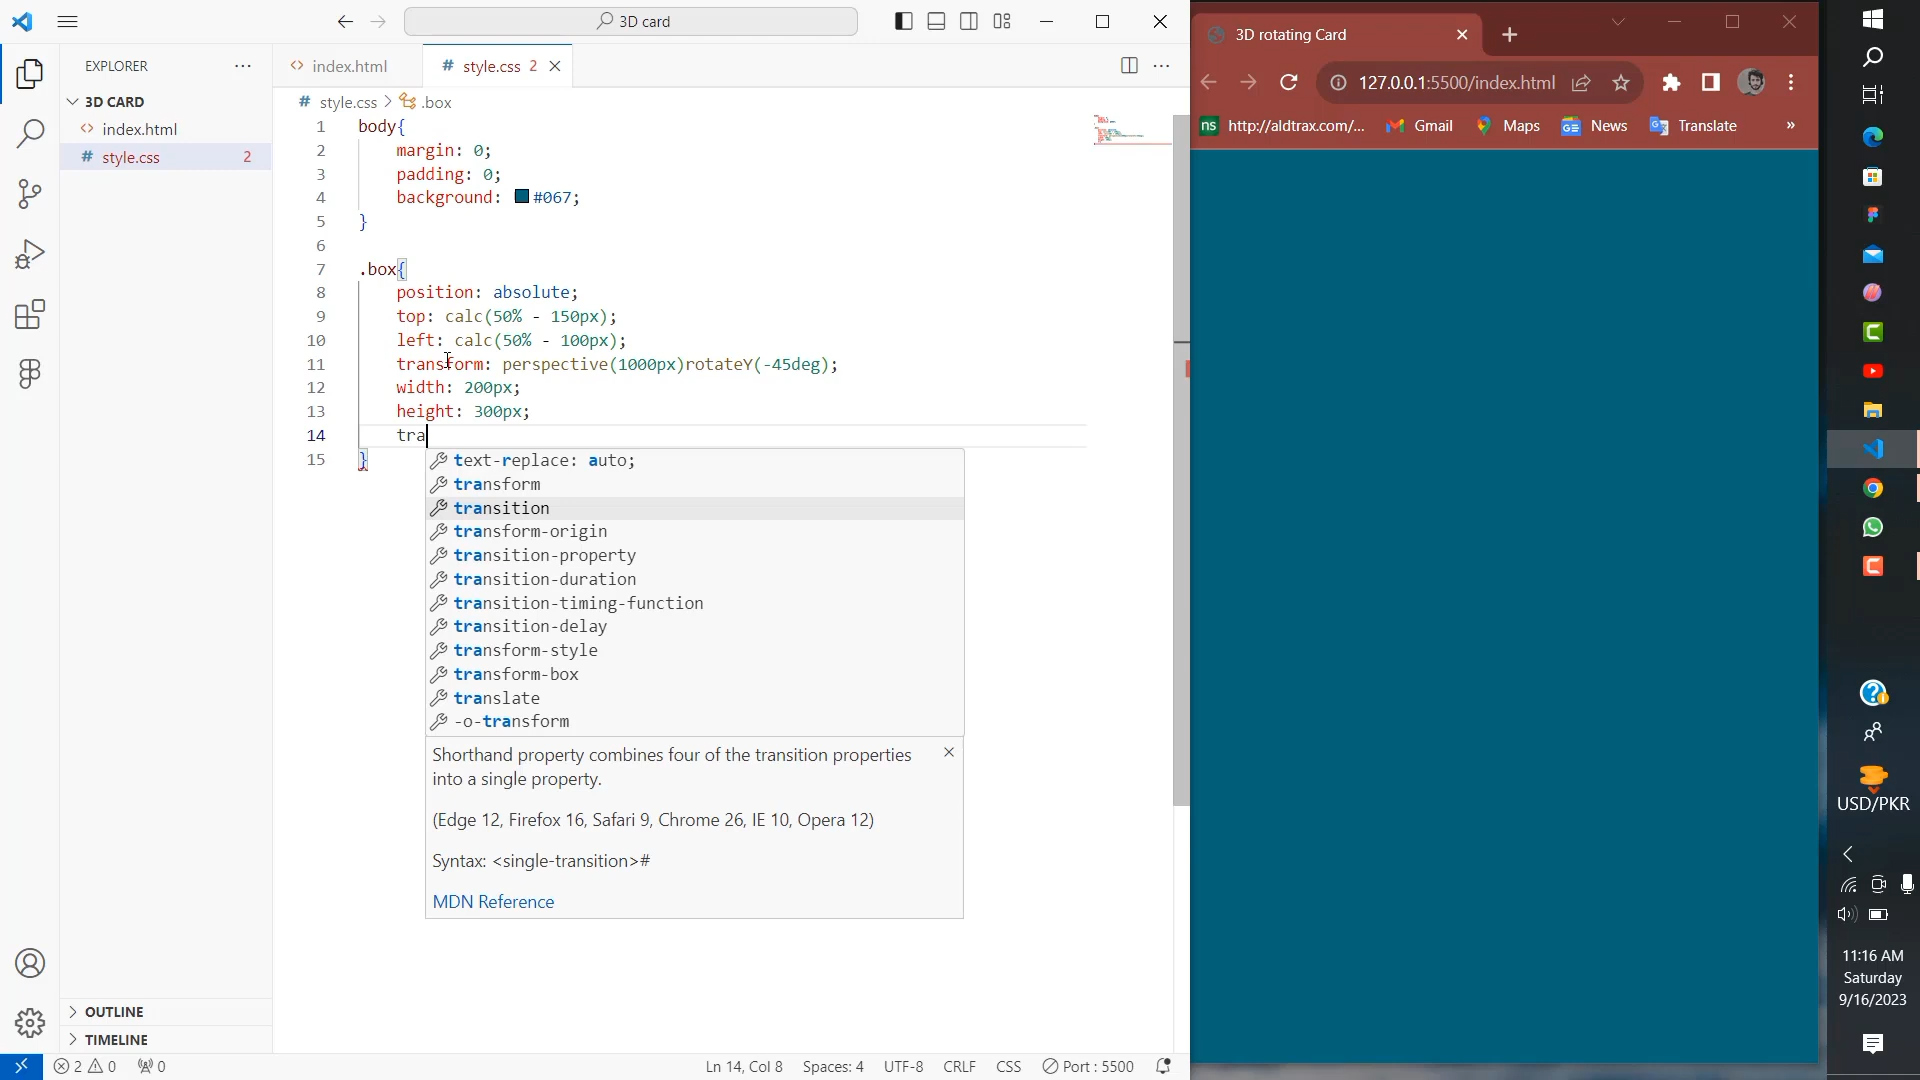 3D card
EXPLORER
3D CARD
index.html
style.css 2
OUTLINE
TIMELINE
index.html
style.css 2
style.css > .box
1 body{
2 margin: 0;
3 padding: 0;
4 background: #067;
5 }
6
7 .box{
8 position: absolute;
9 top: calc(50% - 150px);
10 left: calc(50% - 100px);
11 transform: perspective(1000px)rotateY(-45deg);
12 width: 200px;
13 height: 300px;
14 tra
15 }
text-replace: auto;
transform
transition
transform-origin
transition-property
transition-duration
transition-timing-function
transition-delay
transform-style
transform-box
translate
-o-transform
Shorthand property combines four of the transition properties
into a single property.
(Edge 12, Firefox 16, Safari 9, Chrome 26, IE 10, Opera 12)
Syntax: <single-transition>#
MDN Reference
2 0 0
Ln 14, Col 8 Spaces: 4 UTF-8 CRLF CSS Port : 5500
3D rotating Card
127.0.0.1:5500/index.html
ns http://aldtrax.com/... Gmail Maps News Translate »
USD/PKR
11:16 AM
Saturday
9/16/2023